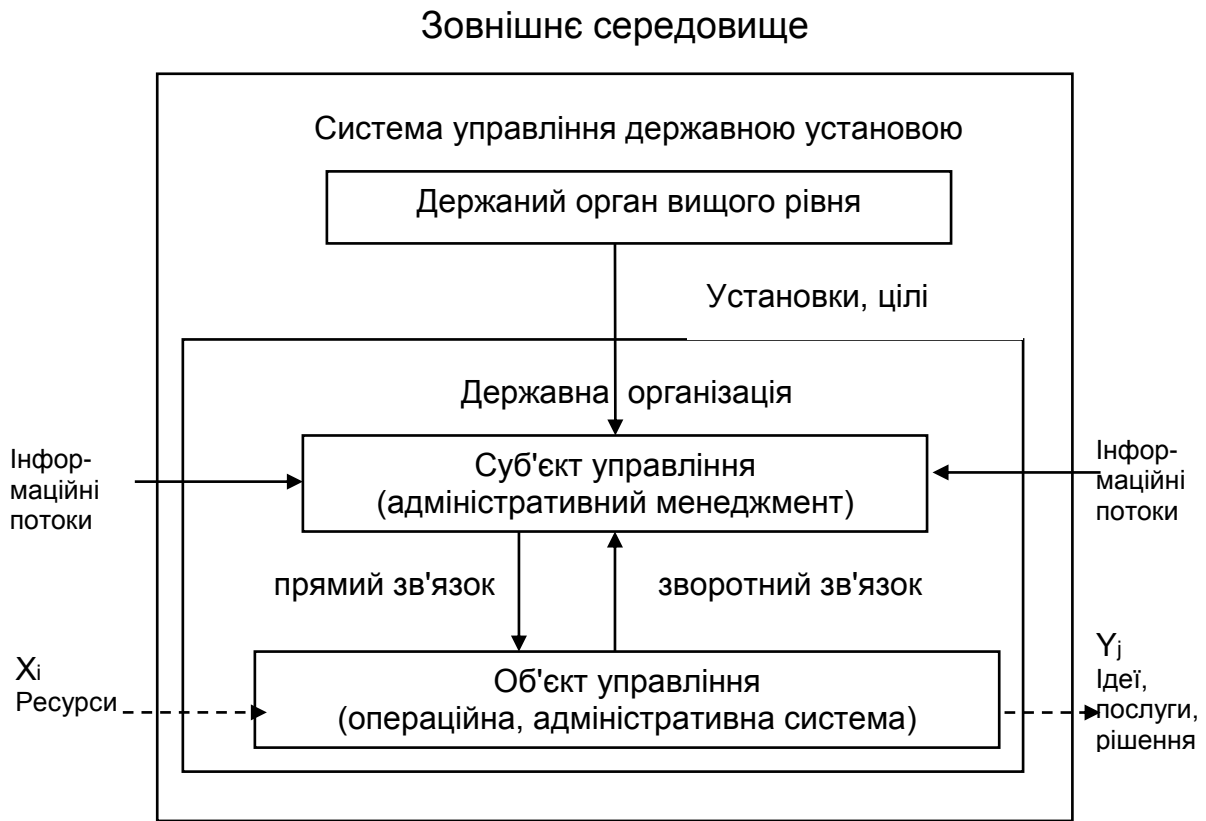 Зовнішнє середовище
Система управління державною установою
Держаний орган вищого рівня
Установки, цілі
Державна організація
Інфор-
маційні
потоки
Суб'єкт управління
(адміністративний менеджмент)
Інфор-
маційні
потоки
прямий зв'язок
зворотний зв'язок
Xi
Ресурси
Об'єкт управління
(операційна, адміністративна система)
Yj
Ідеї,
послуги,
рішення